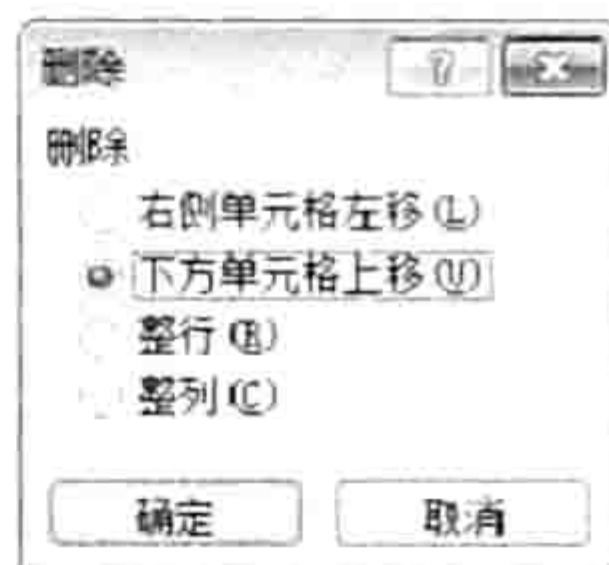 删除
删除
右侧单元格左移(L)
下方单元格上移(U)
整行(R)
整列(C)
确定 取消